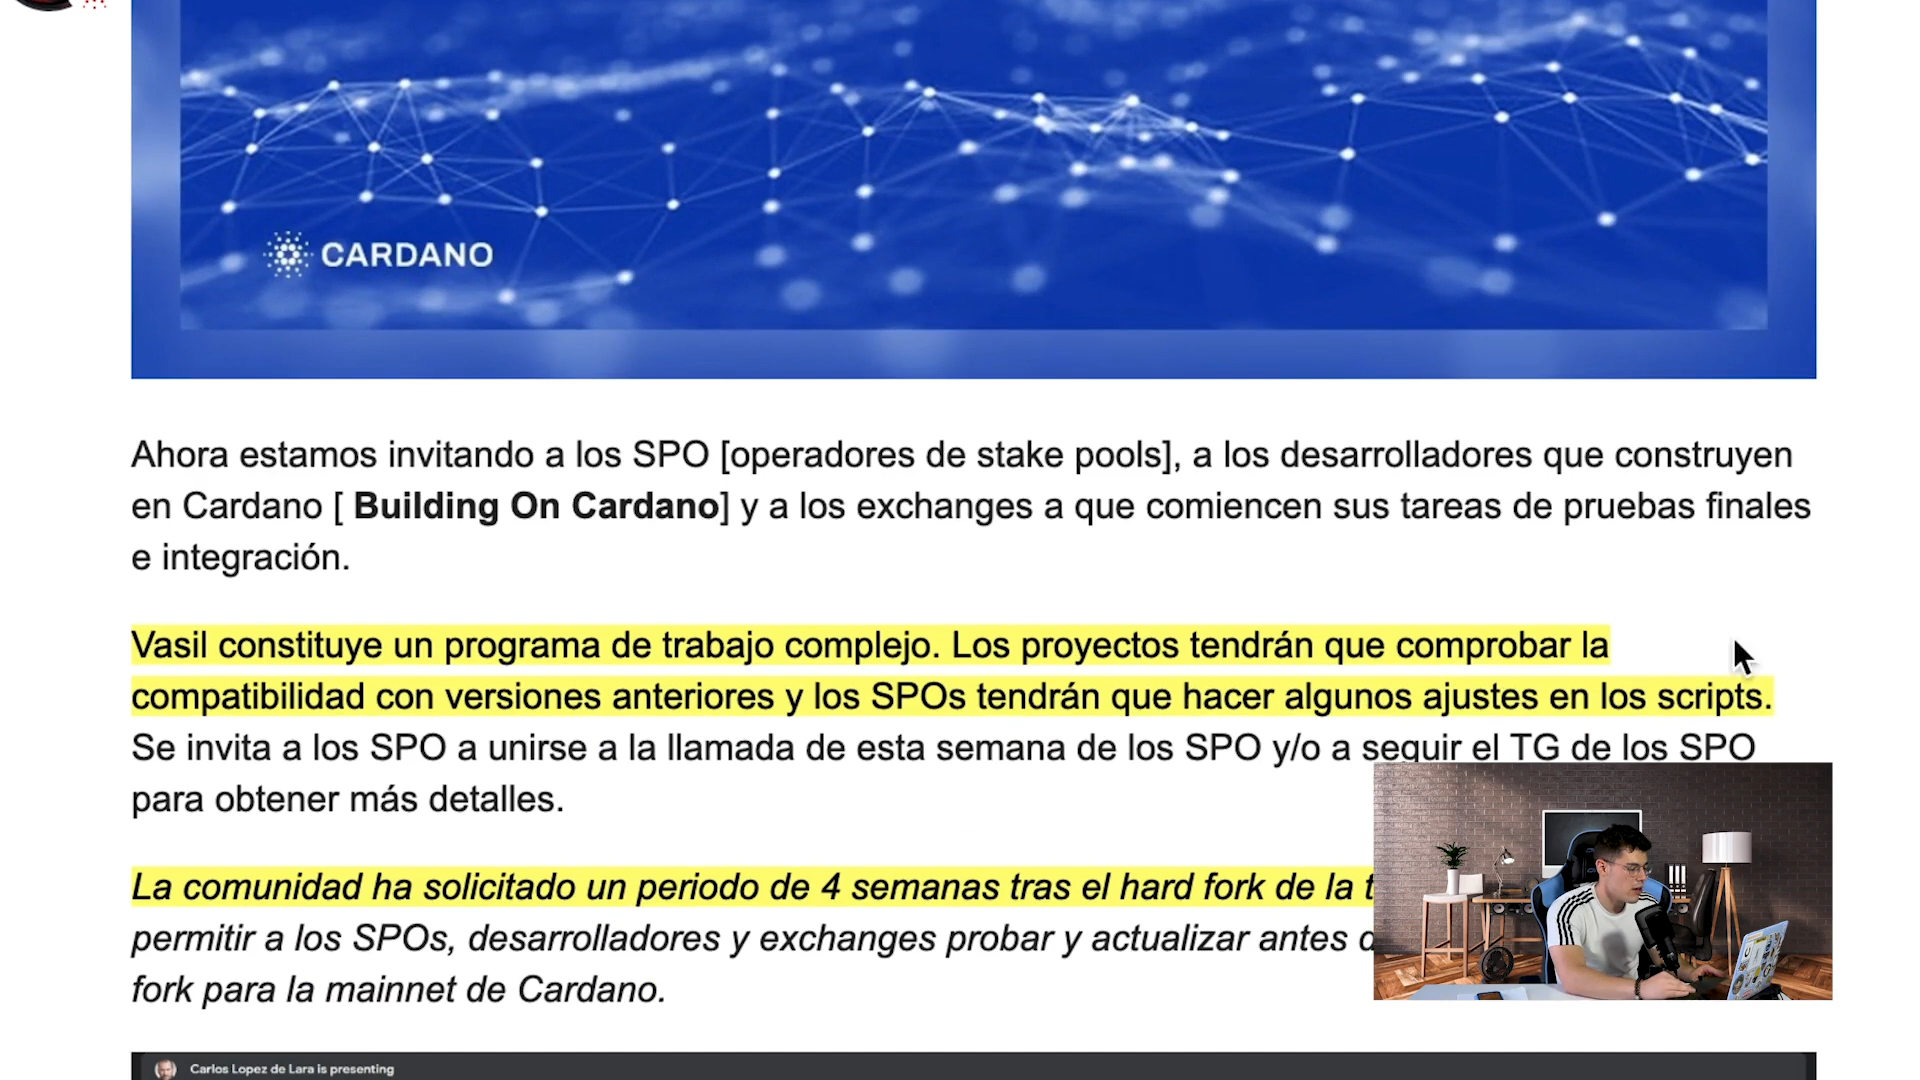 CARDANO
Ahora estamos invitando a los SPO [operadores de stake pools], a los desarrolladores que construyen
en Cardano [ Building On Cardano] y a los exchanges a que comiencen sus tareas de pruebas finales
e integración.
Vasil constituye un programa de trabajo complejo. Los proyectos tendrán que comprobar la
compatibilidad con versiones anteriores y los SPOs tendrán que hacer algunos ajustes en los scripts.
Se invita a los SPO a unirse a la llamada de esta semana de los SPO y/o a seguir el TG de los SPO
para obtener más detalles.
La comunidad ha solicitado un periodo de 4 semanas tras el hard fork de la
permitir a los SPOs, desarrolladores y exchanges probar y actualizar antes
fork para la mainnet de Cardano.
Carlos Lopez de Lara is presenting